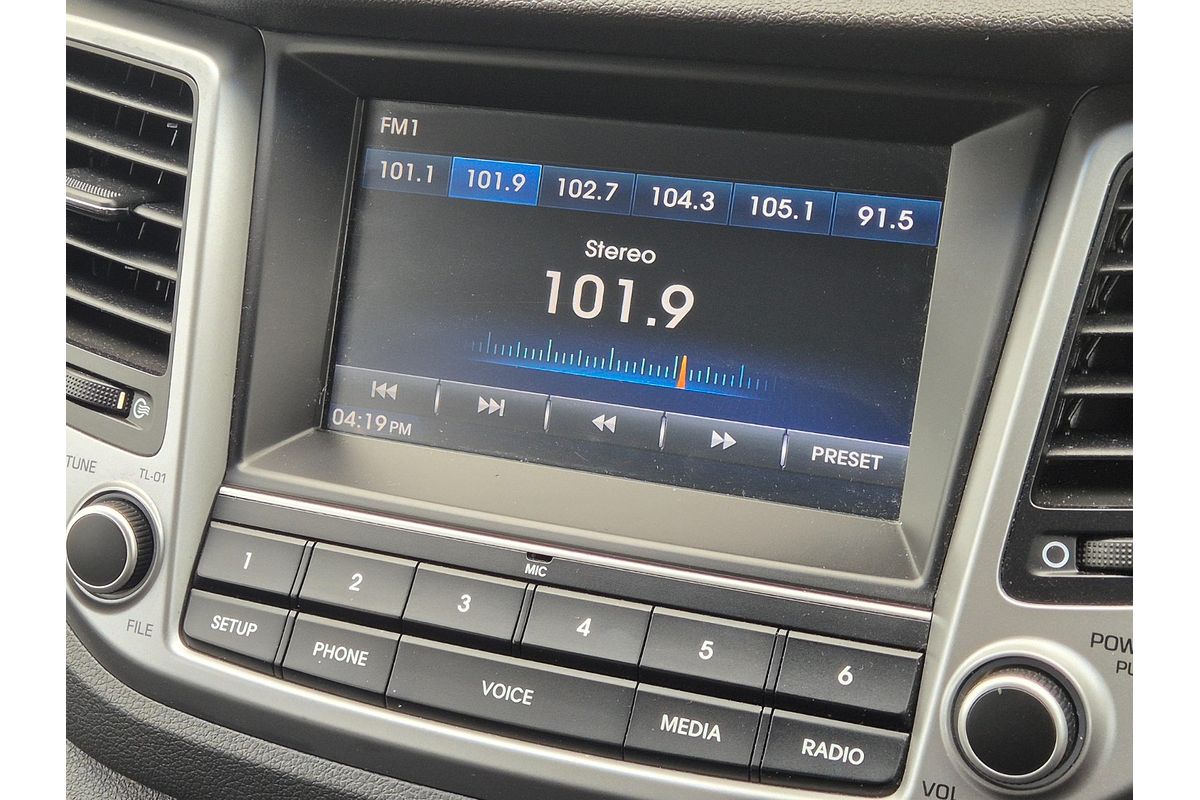 FM1
101.1 101.9 102.7 104.3 105.1 91.5
Stereo
101.9
04:19 PM
PRESET
TUNE
TL-01
FILE
MIC
1 2 3 4 5 6
SETUP PHONE VOICE MEDIA RADIO
VOL